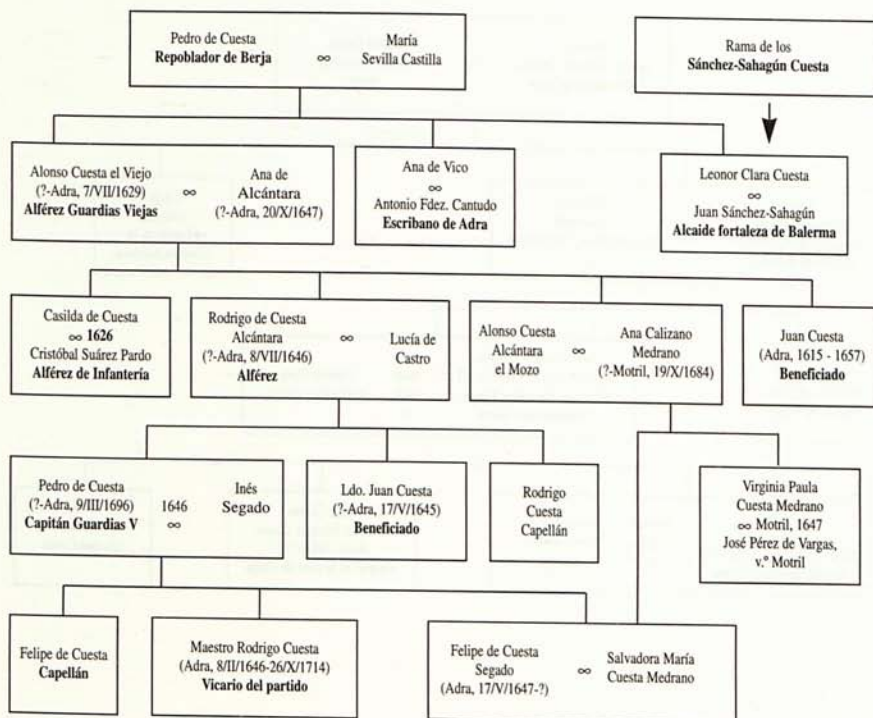 Pedro de Cuesta
Repoblador de Berja
∞
María
Sevilla Castilla
Rama de los
Sánchez-Sahagún Cuesta
Alonso Cuesta el Viejo
(?-Adra, 7/VII/1629)
Alférez Guardias Viejas
∞
Ana de
Alcántara
(?-Adra, 20/X/1647)
Ana de Vico
∞
Antonio Fdez. Cantudo
Escribano de Adra
Leonor Clara Cuesta
∞
Juan Sánchez-Sahagún
Alcaide fortaleza de Balerma
Casilda de Cuesta
∞ 1626
Cristóbal Suárez Pardo
Alférez de Infantería
Rodrigo de Cuesta
Alcántara
(?-Adra, 8/VII/1646)
Alférez
∞
Lucía de
Castro
Alonso Cuesta
Alcántara
el Mozo
∞
Ana Calizano
Medrano
(?-Motril, 19/X/1684)
Juan Cuesta
(Adra, 1615 - 1657)
Beneficiado
Pedro de Cuesta
(?-Adra, 9/III/1696)
Capitán Guardias V
1646
∞
Inés
Segado
Ldo. Juan Cuesta
(?-Adra, 17/V/1645)
Beneficiado
Rodrigo
Cuesta
Capellán
Virginia Paula
Cuesta Medrano
∞ Motril, 1647
José Pérez de Vargas,
v.º Motril
Felipe de Cuesta
Capellán
Maestro Rodrigo Cuesta
(Adra, 8/II/1646-26/X/1714)
Vicario del partido
Felipe de Cuesta
Segado
(Adra, 17/V/1647-?)
∞
Salvadora María
Cuesta Medrano